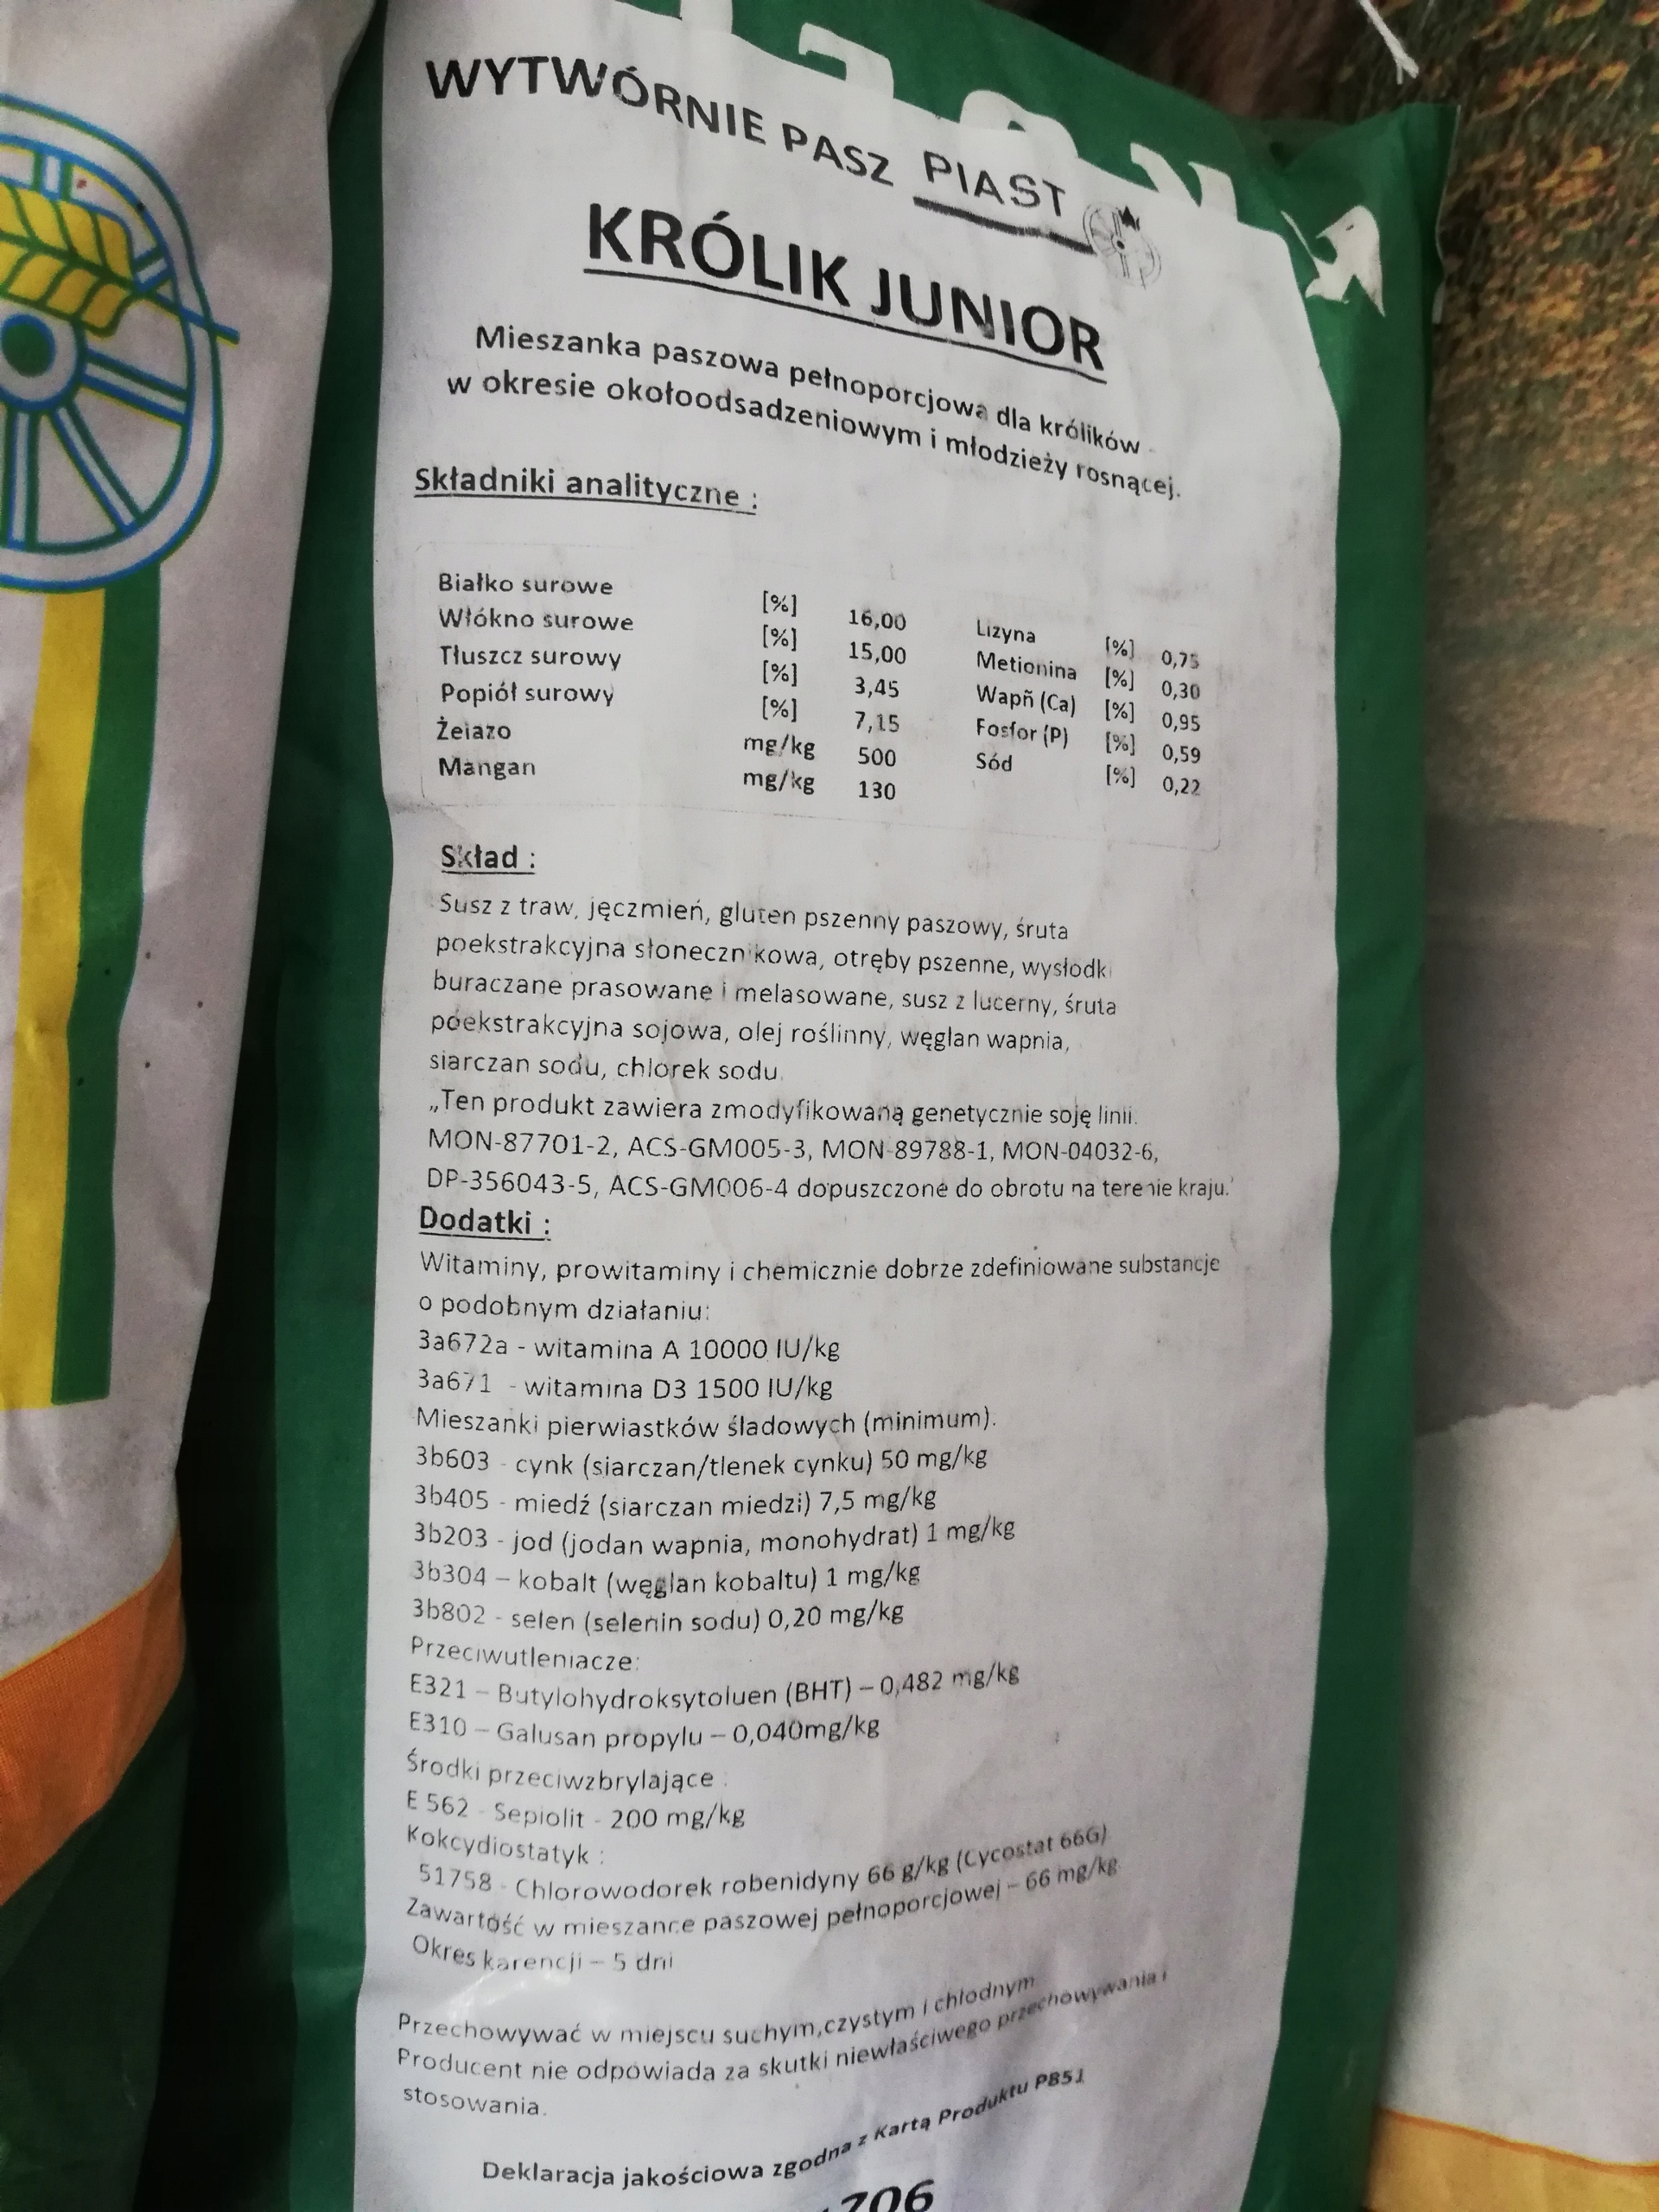 WYTWÓRNIE PASZ PIAST
KRÓLIK JUNIOR
Mieszanka paszowa pełnoporcjowa dla królików
w okresie okołoodsadzeniowym i młodzieży rosnącej.
Składniki analityczne :
Białko surowe [%] 16,00 Lizyna [%] 0,75
Włókno surowe [%] 15,00 Metionina [%] 0,30
Tłuszcz surowy [%] 3,45 Wapñ (Ca) [%] 0,95
Popiół surowy [%] 7,15 Fosfor (P) [%] 0,59
Żelazo mg/kg 500 Sód [%] 0,22
Mangan mg/kg 130
Skład :
Susz z traw, jęczmień, gluten pszenny paszowy, śruta
poekstrakcyjna słonecznikowa, otręby pszenne, wysłodki
buraczane prasowane i melasowane, susz z lucerny, śruta
poekstrakcyjna sojowa, olej roślinny, węglan wapnia,
siarczan sodu, chlorek sodu.
„Ten produkt zawiera zmodyfikowaną genetycznie soję linii.
MON-87701-2, ACS-GM005-3, MON-89788-1, MON-04032-6,
DP-356043-5, ACS-GM006-4 dopuszczone do obrotu na terenie kraju.”
Dodatki :
Witaminy, prowitaminy i chemicznie dobrze zdefiniowane substancje
o podobnym działaniu:
3a672a - witamina A 10000 IU/kg
3a671 - witamina D3 1500 IU/kg
Mieszanki pierwiastków śladowych (minimum).
3b603 - cynk (siarczan/tlenek cynku) 50 mg/kg
3b405 - miedź (siarczan miedzi) 7,5 mg/kg
3b203 - jod (jodan wapnia, monohydrat) 1 mg/kg
3b304 – kobalt (węglan kobaltu) 1 mg/kg
3b802 - selen (selenin sodu) 0,20 mg/kg
Przeciwutleniacze:
E321 – Butylohydroksytoluen (BHT) – 0,482 mg/kg
E310 – Galusan propylu – 0,040mg/kg
Środki przeciwzbrylające :
E 562 - Sepiolit - 200 mg/kg
Kokcydiostatyk :
51758 - Chlorowodorek robenidyny 66 g/kg (Cycostat 66G)
Zawartość w mieszance paszowej pełnoporcjowej – 66 mg/kg
Okres karencji – 5 dni
Przechowywać w miejscu suchym,czystym i chłodnym
Producent nie odpowiada za skutki niewłaściwego przechowywania i
stosowania.
Deklaracja jakościowa zgodna z Kartą Produktu P851